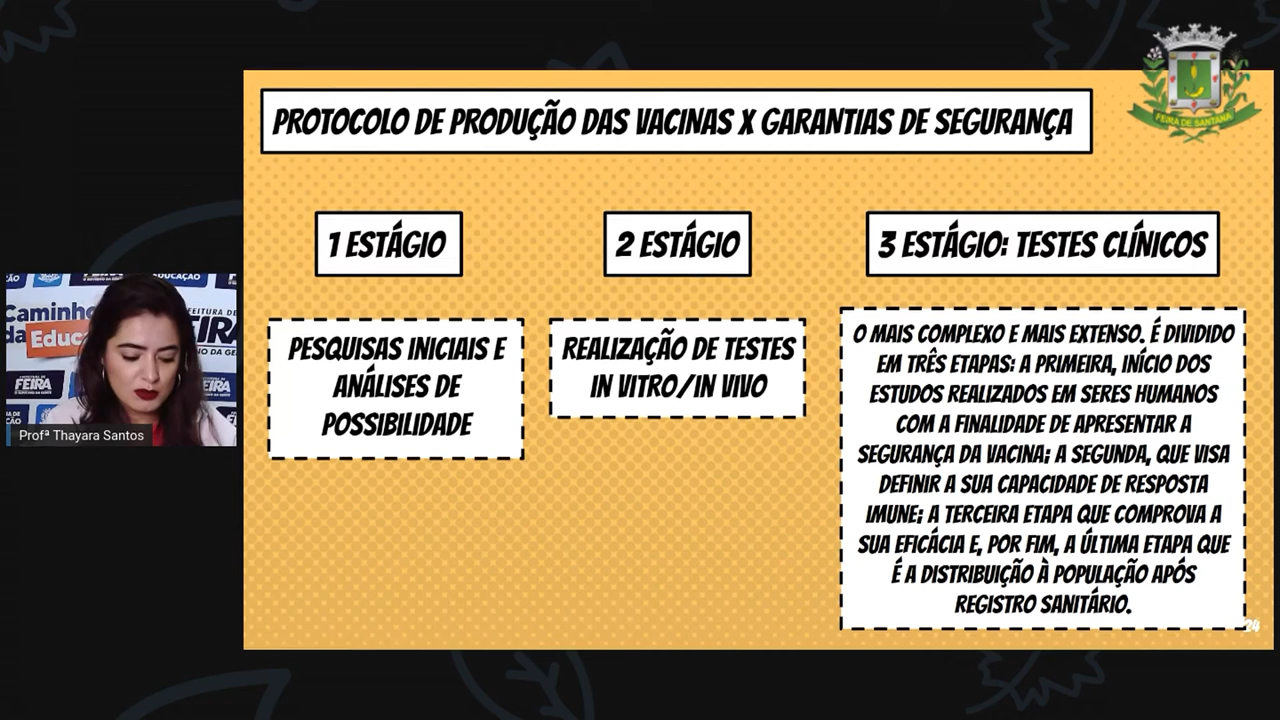 PROTOCOLO DE PRODUÇÃO DAS VACINAS X GARANTIAS DE SEGURANÇA
FEIRA DE SANTANA
1 ESTÁGIO
2 ESTÁGIO
3 ESTÁGIO: TESTES CLÍNICOS
PESQUISAS INICIAIS E
ANÁLISES DE
POSSIBILIDADE
REALIZAÇÃO DE TESTES
IN VITRO/IN VIVO
O MAIS COMPLEXO E MAIS EXTENSO. É DIVIDIDO
EM TRÊS ETAPAS: A PRIMEIRA, INÍCIO DOS
ESTUDOS REALIZADOS EM SERES HUMANOS
COM A FINALIDADE DE APRESENTAR A
SEGURANÇA DA VACINA; A SEGUNDA, QUE VISA
DEFINIR A SUA CAPACIDADE DE RESPOSTA
IMUNE; A TERCEIRA ETAPA QUE COMPROVA A
SUA EFICÁCIA E, POR FIM, A ÚLTIMA ETAPA QUE
É A DISTRIBUIÇÃO À POPULAÇÃO APÓS
REGISTRO SANITÁRIO.
24
Caminho
da Educ
FEIRA
Profª Thayara Santos